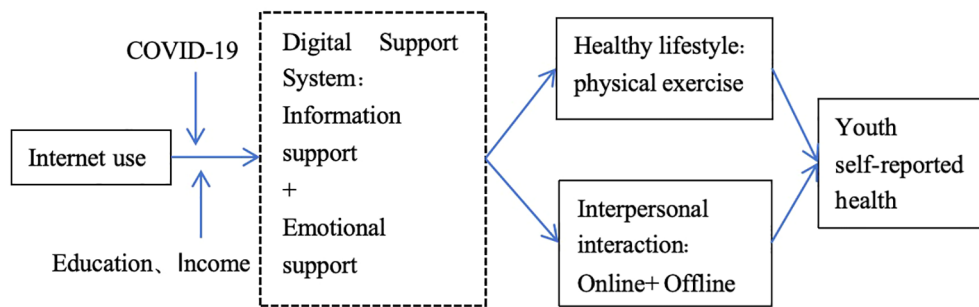 COVID-19
Internet use
Education、Income
Digital Support
System：
Information
support
+
Emotional
support
Healthy lifestyle：
physical exercise
Interpersonal
interaction：
Online+ Offline
Youth
self-reported
health